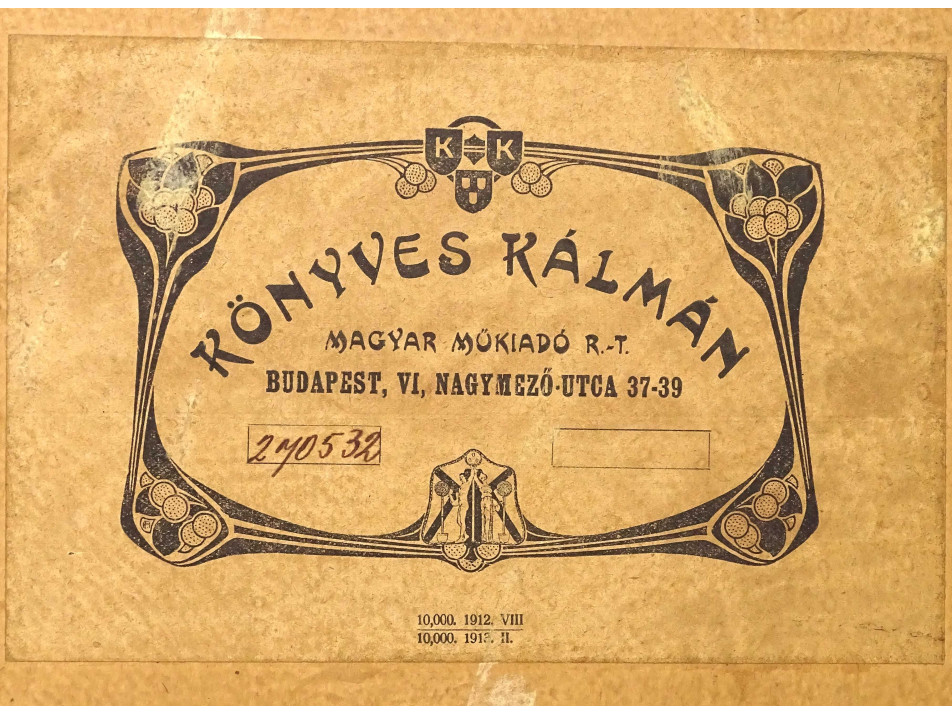 K K
KÖNYVES KÁLMÁN
MAGYAR MŰKIADÓ R.-T.
BUDAPEST, VI, NAGYMEZŐ-UTCA 37-39
270532
10,000. 1912. VIII
10,000. II.